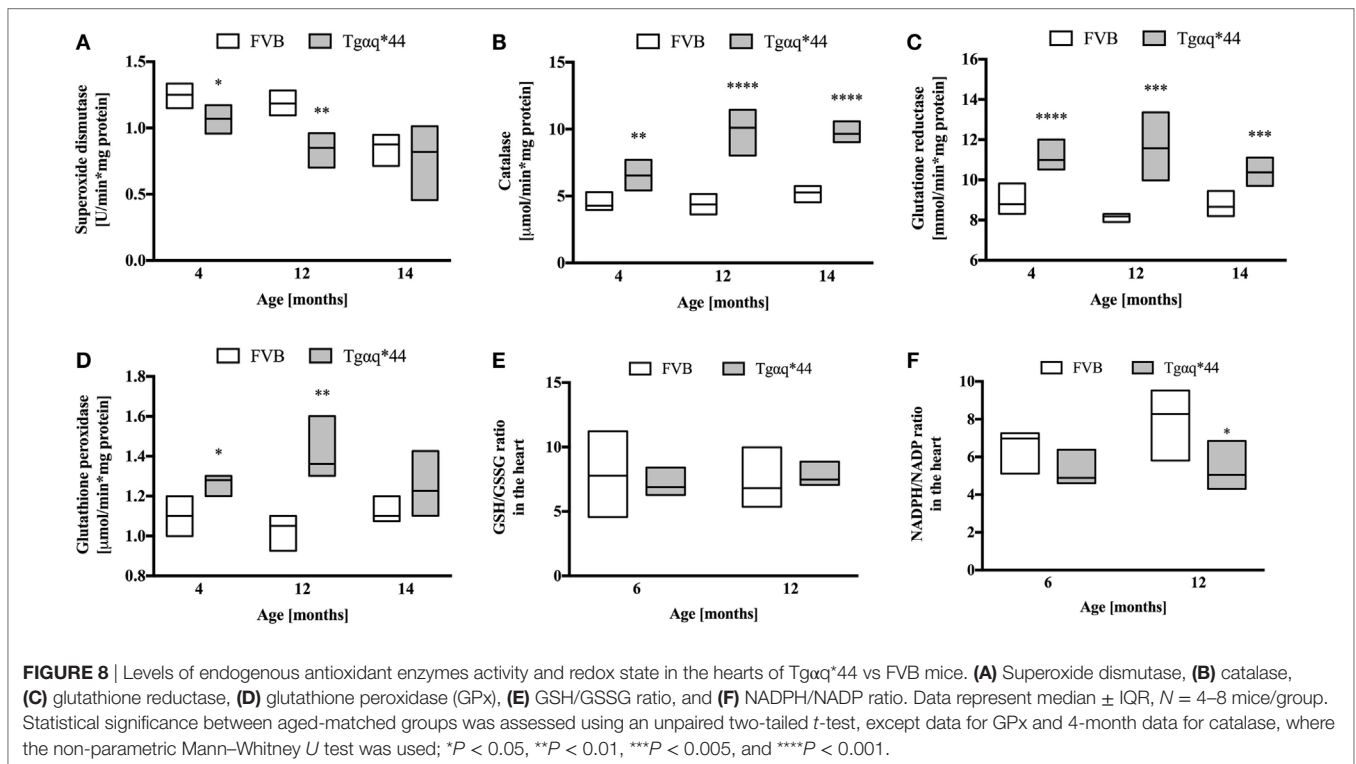 A
FVB Tgαq*44
Superoxide dismutase
[U/min*mg protein]
1.5
1.0
0.5
0.0
* **
4 12 14
Age [months]
B
FVB Tgαq*44
Catalase
[μmol/min*mg protein]
15
10
5
0
** **** ****
4 12 14
Age [months]
C
FVB Tgαq*44
Glutatione reductase
[mmol/min*mg protein]
16
14
12
10
8
6
**** *** ***
4 12 14
Age [months]
D
FVB Tgαq*44
Glutathione peroxidase
[μmol/min*mg protein]
1.8
1.6
1.4
1.2
1.0
0.8
* **
4 12 14
Age [months]
E
FVB Tgαq*44
GSH/GSSG ratio
in the heart
15
10
5
0
6 12
Age [months]
F
FVB Tgαq*44
NADPH/NADP ratio
in the heart
10
8
6
4
2
0
*
6 12
Age [months]
FIGURE 8 | Levels of endogenous antioxidant enzymes activity and redox state in the hearts of Tgαq*44 vs FVB mice. (A) Superoxide dismutase, (B) catalase,
(C) glutathione reductase, (D) glutathione peroxidase (GPx), (E) GSH/GSSG ratio, and (F) NADPH/NADP ratio. Data represent median ± IQR, N = 4–8 mice/group.
Statistical significance between aged-matched groups was assessed using an unpaired two-tailed t-test, except data for GPx and 4-month data for catalase, where
the non-parametric Mann–Whitney U test was used; *P < 0.05, **P < 0.01, ***P < 0.005, and ****P < 0.001.